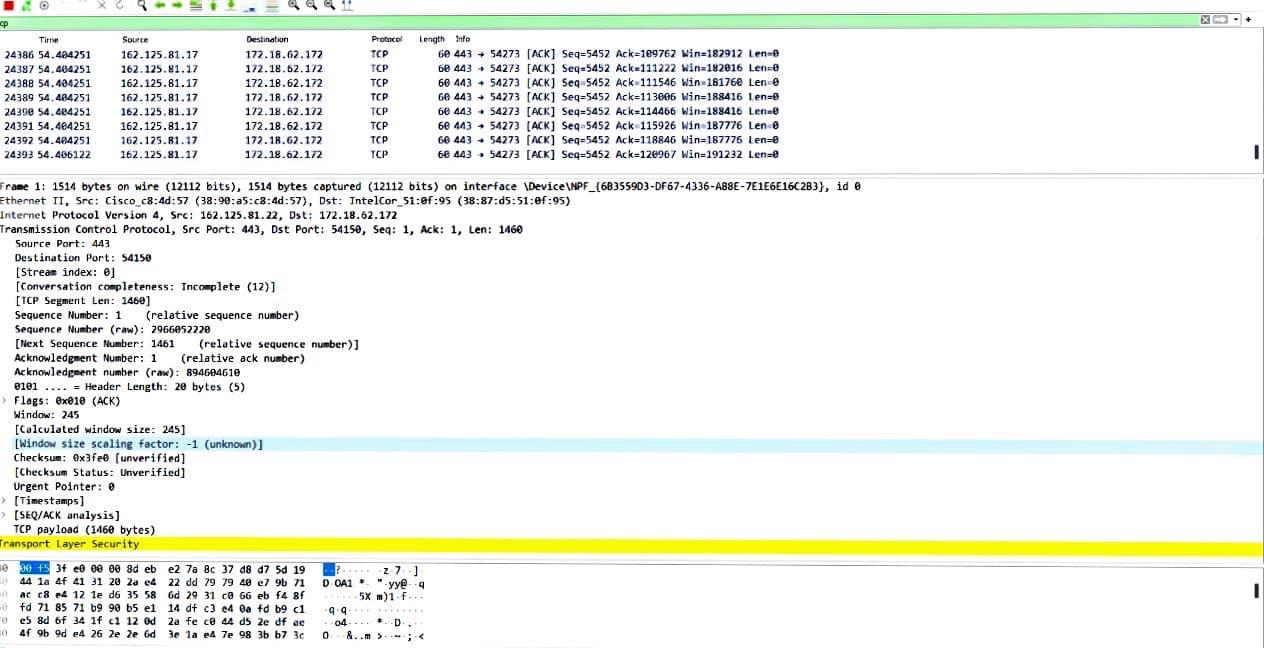 cp
Time Source Destination Protocol Length Info
24386 54.404251 162.125.81.17 172.18.62.172 TCP 60 443 → 54273 [ACK] Seq=5452 Ack=109762 Win=182912 Len=0
24387 54.404251 162.125.81.17 172.18.62.172 TCP 60 443 → 54273 [ACK] Seq=5452 Ack=111222 Win=182016 Len=0
24388 54.404251 162.125.81.17 172.18.62.172 TCP 60 443 → 54273 [ACK] Seq=5452 Ack=111546 Win=181760 Len=0
24389 54.404251 162.125.81.17 172.18.62.172 TCP 60 443 → 54273 [ACK] Seq=5452 Ack=113006 Win=188416 Len=0
24390 54.404251 162.125.81.17 172.18.62.172 TCP 60 443 → 54273 [ACK] Seq=5452 Ack=114466 Win=188416 Len=0
24391 54.404251 162.125.81.17 172.18.62.172 TCP 60 443 → 54273 [ACK] Seq=5452 Ack=115926 Win=187776 Len=0
24392 54.404251 162.125.81.17 172.18.62.172 TCP 60 443 → 54273 [ACK] Seq=5452 Ack=118846 Win=187776 Len=0
24393 54.406122 162.125.81.17 172.18.62.172 TCP 60 443 → 54273 [ACK] Seq=5452 Ack=120967 Win=191232 Len=0
Frame 1: 1514 bytes on wire (12112 bits), 1514 bytes captured (12112 bits) on interface \Device\NPF_{6B3559D3-DF67-4336-A88E-7E1E6E16C2B3}, id 0
Ethernet II, Src: Cisco_c8:4d:57 (38:90:a5:c8:4d:57), Dst: IntelCor_51:0f:95 (38:87:d5:51:0f:95)
Internet Protocol Version 4, Src: 162.125.81.22, Dst: 172.18.62.172
Transmission Control Protocol, Src Port: 443, Dst Port: 54150, Seq: 1, Ack: 1, Len: 1460
Source Port: 443
Destination Port: 54150
[Stream index: 0]
[Conversation completeness: Incomplete (12)]
[TCP Segment Len: 1460]
Sequence Number: 1 (relative sequence number)
Sequence Number (raw): 2966052220
[Next Sequence Number: 1461 (relative sequence number)]
Acknowledgment Number: 1 (relative ack number)
Acknowledgment number (raw): 894604610
0101 .... = Header Length: 20 bytes (5)
> Flags: 0x010 (ACK)
Window: 245
[Calculated window size: 245]
[Window size scaling factor: -1 (unknown)]
Checksum: 0x3fe0 [unverified]
[Checksum Status: Unverified]
Urgent Pointer: 0
> [Timestamps]
> [SEQ/ACK analysis]
TCP payload (1460 bytes)
Transport Layer Security
00 f5 3f e0 00 00 8d eb e2 7a 8c 37 d8 d7 5d 19 ··?····· ·z·7··]·
44 1a 4f 41 31 20 2a e4 22 dd 79 79 40 e7 9b 71 D·OA1 *· "·yy@··q
ac c8 e4 12 1e d6 35 58 6d 29 31 c0 66 eb f4 8f ······5X m)1·f···
fd 71 85 71 b9 90 b5 e1 14 df c3 e4 0a fd b9 c1 ·q·q···· ········
e5 8d 6f 34 1f c1 12 0d 2a fe c0 44 d5 2e df ae ··o4···· *··D·.··
4f 9b 9d e4 26 2e 2e 6d 3e 1a e4 7e 98 3b b7 3c O···&..m >··~·;·<